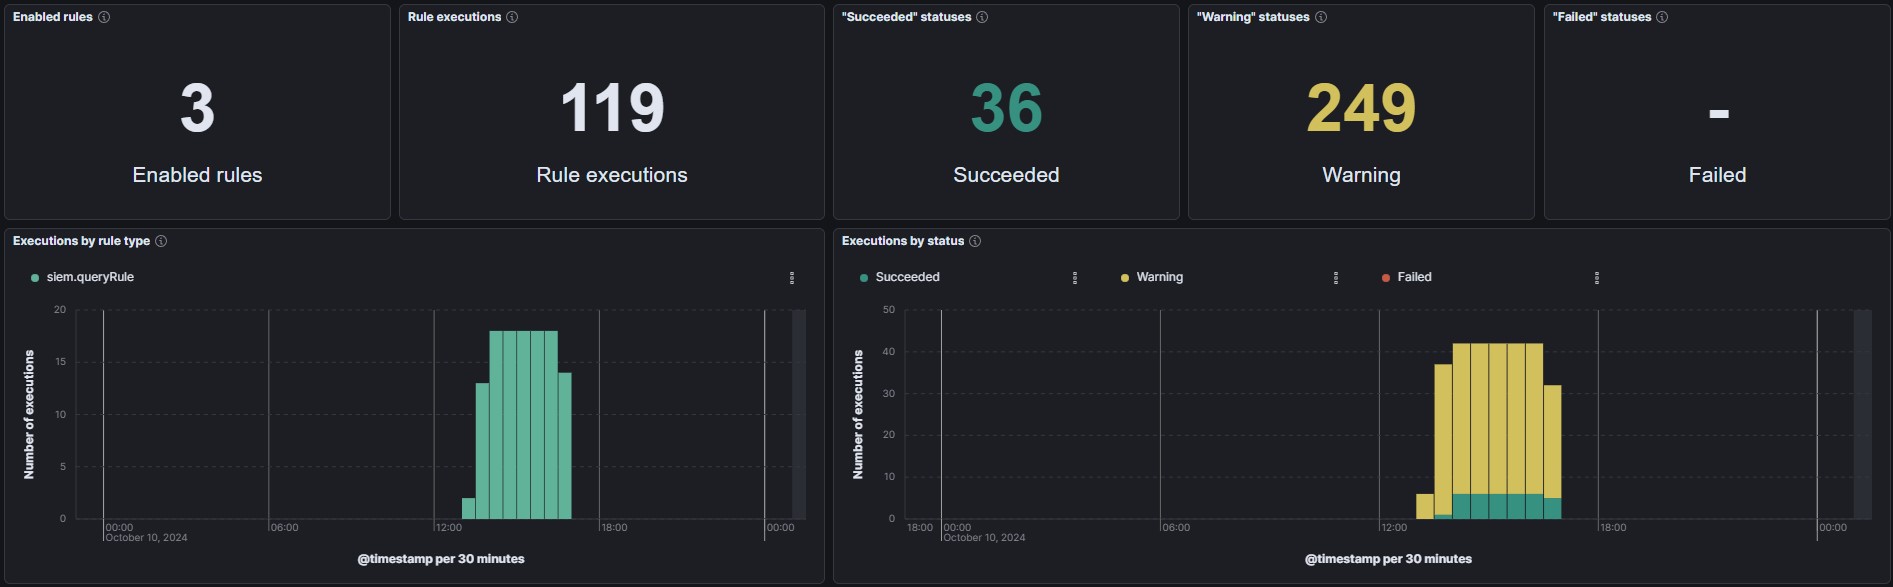 Enabled rules
Rule executions
"Succeeded" statuses
"Warning" statuses
"Failed" statuses
3
119
36
249
-
Enabled rules
Rule executions
Succeeded
Warning
Failed
Executions by rule type
siem.queryRule
20
15
10
5
0
Number of executions
00:00
06:00
12:00
18:00
00:00
October 10, 2024
@timestamp per 30 minutes
Executions by status
Succeeded
Warning
Failed
50
40
30
20
10
0
Number of executions
18:00
00:00
06:00
12:00
18:00
00:00
October 10, 2024
@timestamp per 30 minutes